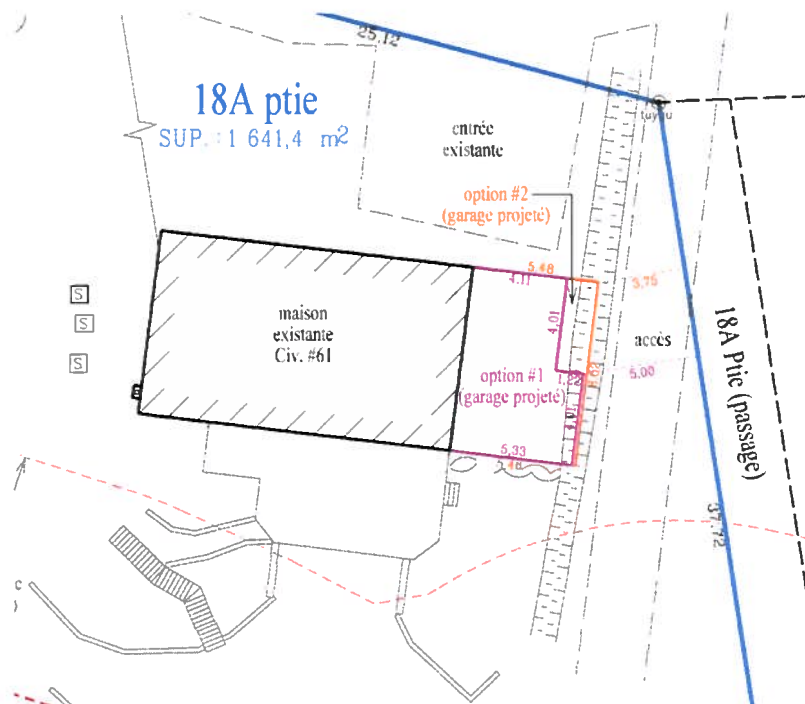 25,12
18A ptie
SUP. : 1 641,4 m²
tuyau
entrée
existante
option #2
(garage projeté)
5,48
4,11
3,75
S
S
S
maison
existante
Civ. #61
4,01
accès
18A Ptie (passage)
option #1
(garage projeté)
1,22
5,00
5,33
37,72